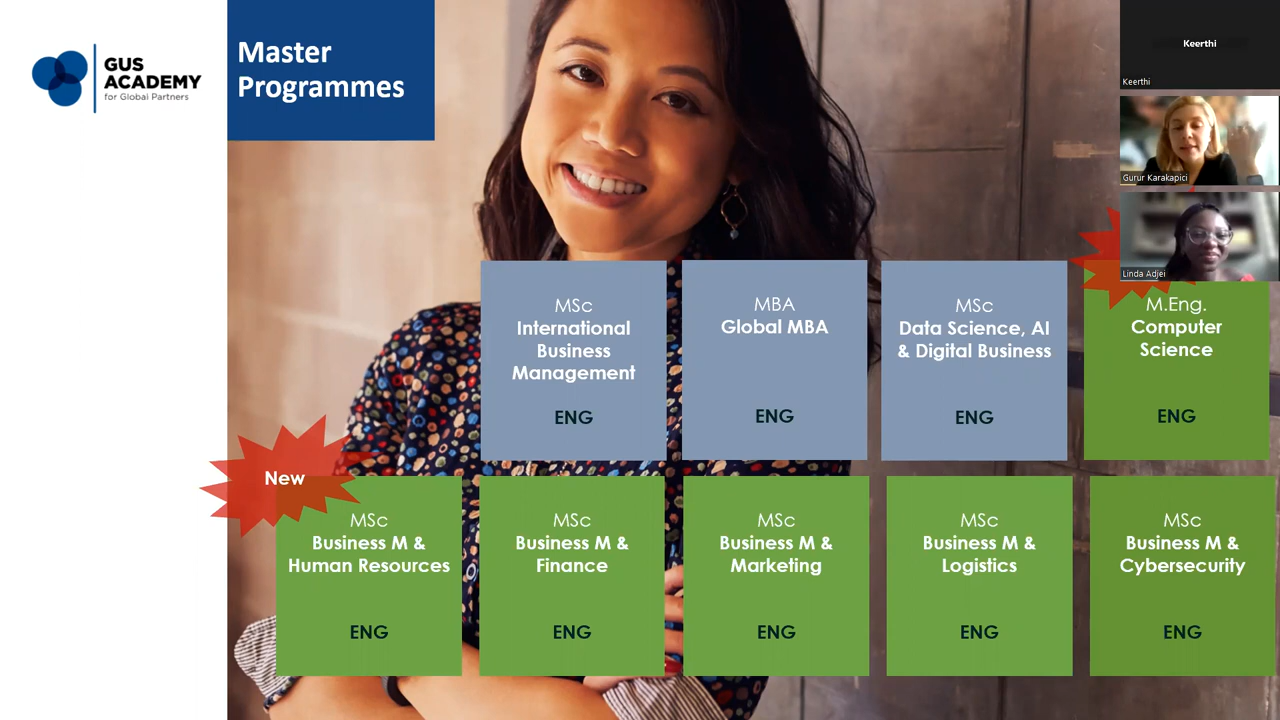 GUS
ACADEMY
for Global Partners
Master
Programmes
Keerthi
Keerthi
Gurur Karakapici
Linda Adjei
MSc
International
Business
Management
ENG
MBA
Global MBA
ENG
MSc
Data Science, AI
& Digital Business
ENG
M.Eng.
Computer
Science
ENG
New
MSc
Business M &
Human Resources
ENG
MSc
Business M &
Finance
ENG
MSc
Business M &
Marketing
ENG
MSc
Business M &
Logistics
ENG
MSc
Business M &
Cybersecurity
ENG